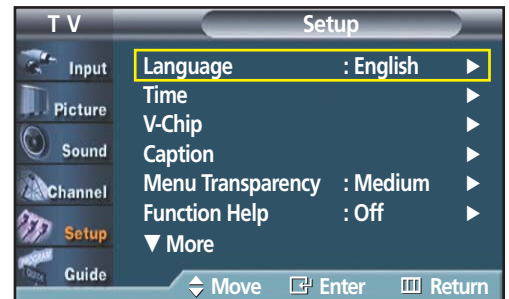 T V
Setup
Input
Picture
Sound
Channel
Setup
Guide
Language : English ▶
Time ▶
V-Chip ▶
Caption ▶
Menu Transparency : Medium ▶
Function Help : Off ▶
▼ More
Move Enter Return